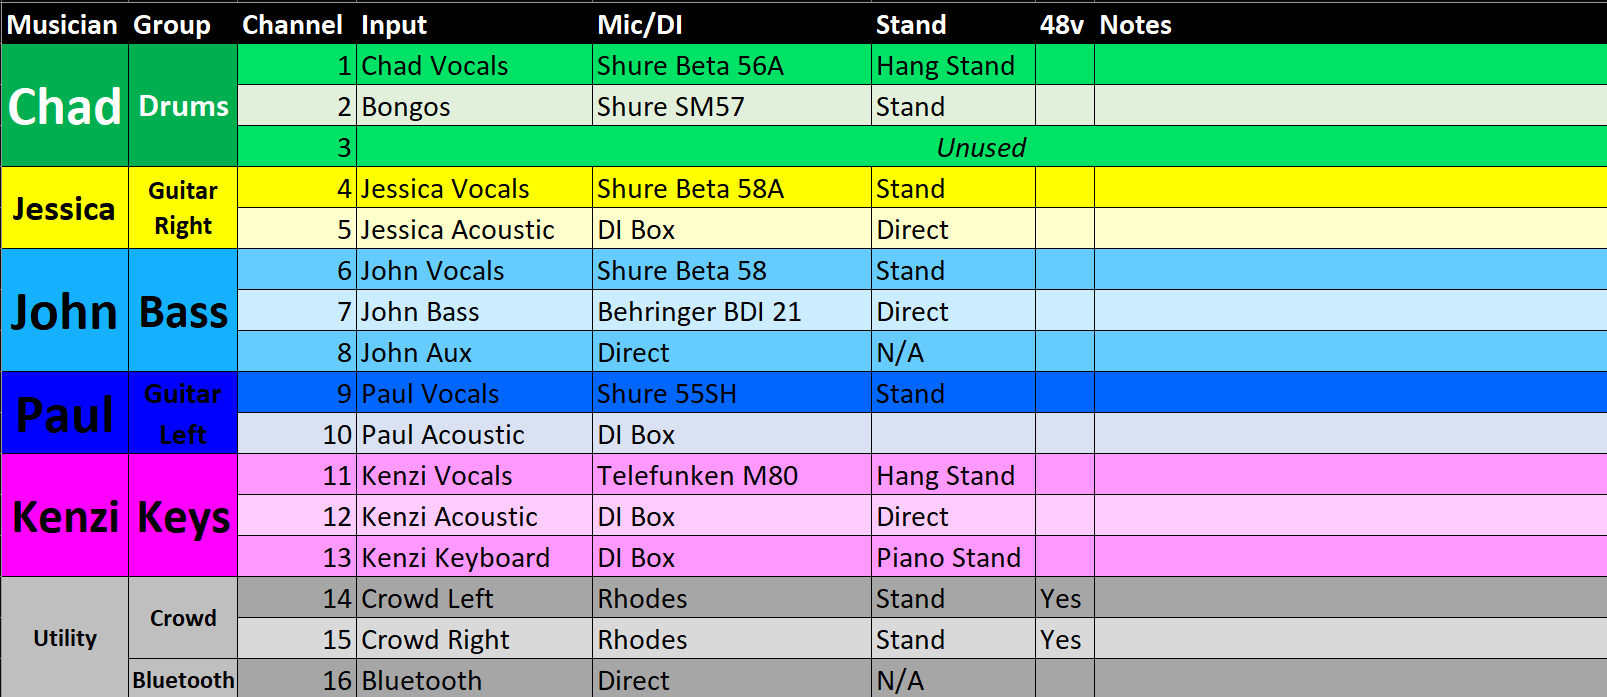 Musician Group Channel Input Mic/DI Stand 48v Notes
Chad Drums 1 Chad Vocals Shure Beta 56A Hang Stand
2 Bongos Shure SM57 Stand
3 Unused
Jessica Guitar Right 4 Jessica Vocals Shure Beta 58A Stand
5 Jessica Acoustic DI Box Direct
John Bass 6 John Vocals Shure Beta 58 Stand
7 John Bass Behringer BDI 21 Direct
8 John Aux Direct N/A
Paul Guitar Left 9 Paul Vocals Shure 55SH Stand
10 Paul Acoustic DI Box
Kenzi Keys 11 Kenzi Vocals Telefunken M80 Hang Stand
12 Kenzi Acoustic DI Box Direct
13 Kenzi Keyboard DI Box Piano Stand
Utility Crowd 14 Crowd Left Rhodes Stand Yes
15 Crowd Right Rhodes Stand Yes
Bluetooth 16 Bluetooth Direct N/A